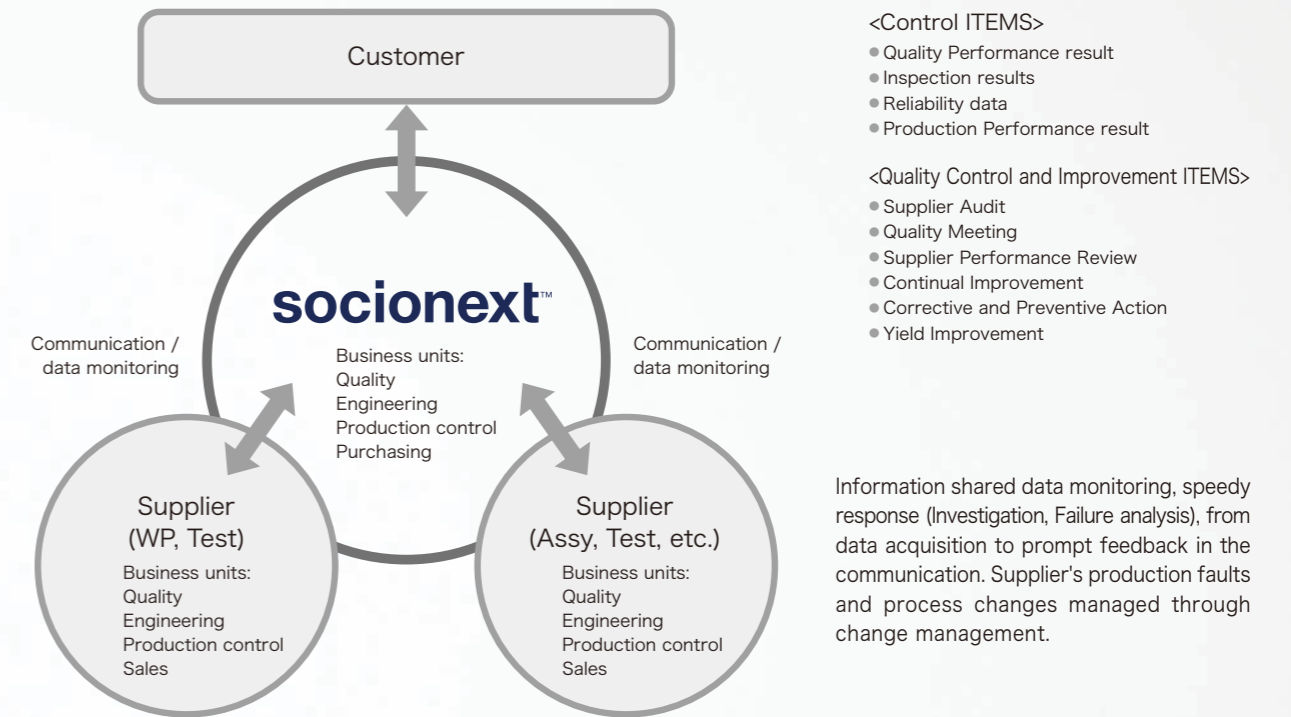 Customer
socionext™
Business units:
Quality
Engineering
Production control
Purchasing
Communication /
data monitoring
Communication /
data monitoring
Supplier
(WP, Test)
Business units:
Quality
Engineering
Production control
Sales
Supplier
(Assy, Test, etc.)
Business units:
Quality
Engineering
Production control
Sales
<Control ITEMS>
● Quality Performance result
● Inspection results
● Reliability data
● Production Performance result
<Quality Control and Improvement ITEMS>
● Supplier Audit
● Quality Meeting
● Supplier Performance Review
● Continual Improvement
● Corrective and Preventive Action
● Yield Improvement
Information shared data monitoring, speedy
response (Investigation, Failure analysis), from
data acquisition to prompt feedback in the
communication. Supplier's production faults
and process changes managed through
change management.